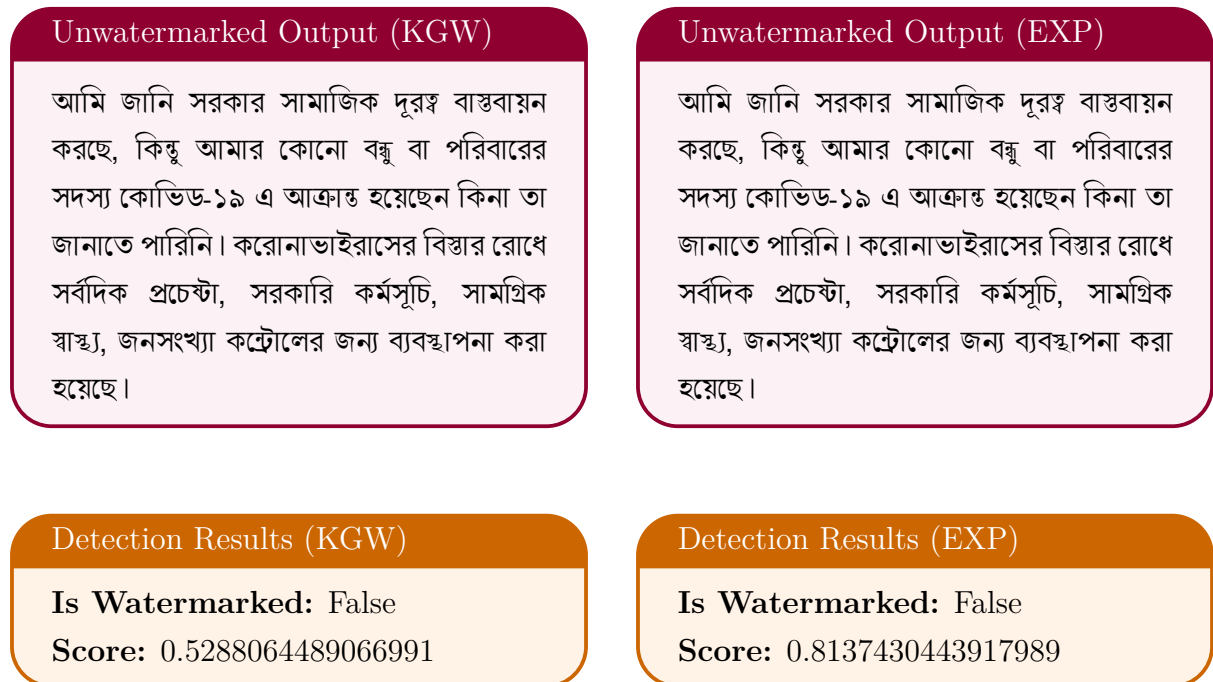 Unwatermarked Output (KGW)
আমি জানি সরকার সামাজিক দূরত্ব বাস্তবায়ন
করছে, কিন্তু আমার কোনো বন্ধু বা পরিবারের
সদস্য কোভিড-১৯ এ আক্রান্ত হয়েছেন কিনা তা
জানাতে পারিনি। করোনাভাইরাসের বিস্তার রোধে
সর্বদিক প্রচেষ্টা, সরকারি কর্মসূচি, সামগ্রিক
স্বাস্থ্য, জনসংখ্যা কন্ট্রোলের জন্য ব্যবস্থাপনা করা
হয়েছে।
Unwatermarked Output (EXP)
আমি জানি সরকার সামাজিক দূরত্ব বাস্তবায়ন
করছে, কিন্তু আমার কোনো বন্ধু বা পরিবারের
সদস্য কোভিড-১৯ এ আক্রান্ত হয়েছেন কিনা তা
জানাতে পারিনি। করোনাভাইরাসের বিস্তার রোধে
সর্বদিক প্রচেষ্টা, সরকারি কর্মসূচি, সামগ্রিক
স্বাস্থ্য, জনসংখ্যা কন্ট্রোলের জন্য ব্যবস্থাপনা করা
হয়েছে।
Detection Results (KGW)
Is Watermarked: False
Score: 0.5288064489066991
Detection Results (EXP)
Is Watermarked: False
Score: 0.8137430443917989